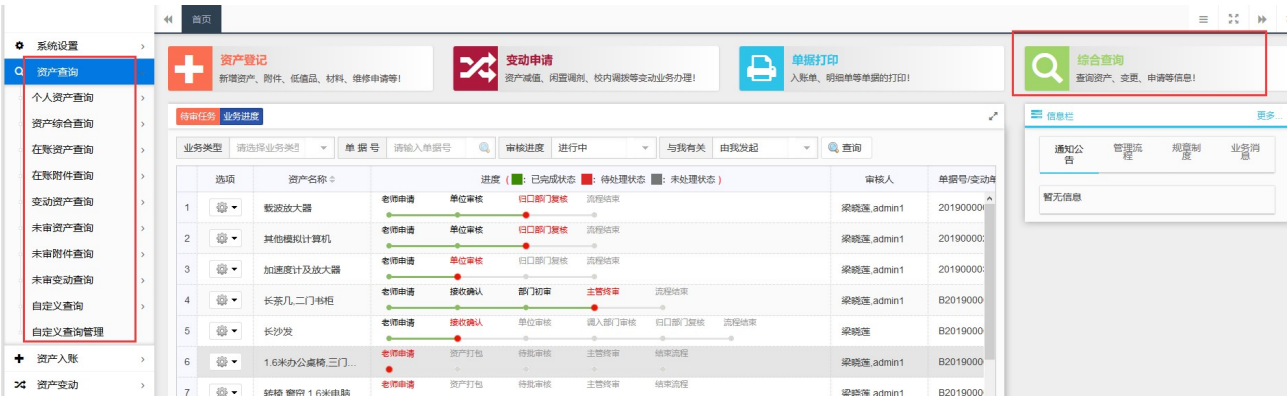 首页
系统设置
资产查询
个人资产查询
资产综合查询
在账资产查询
在账附件查询
变动资产查询
未审资产查询
未审附件查询
未审变动查询
自定义查询
自定义查询管理
资产入账
资产变动
资产登记
新增资产、附件、低值品、材料、维修申请等!
变动申请
资产减值、闲置调剂、校内调拨等变动业务办理!
单据打印
入账单、明细单等单据的打印!
综合查询
查询资产、变更、申请等信息!
待审任务 业务进度
业务类型 请选择业务类型 单据号 请输入单据号 审核进度 进行中 与我有关 由我发起 查询
选项 资产名称 进度 ( : 已完成状态 : 待处理状态 : 未处理状态 ) 审核人 单据号/变动单
1 载波放大器 老师申请 单位审核 归口部门复核 流程结束 梁晓莲,admin1 20190000
2 其他模拟计算机 老师申请 单位审核 归口部门复核 流程结束 梁晓莲,admin1 20190000
3 加速度计及放大器 老师申请 单位审核 归口部门复核 流程结束 梁晓莲,admin1 20190000
4 长茶几,二门书柜 老师申请 接收确认 部门初审 主管终审 流程结束 梁晓莲,admin1 B2019000
5 长沙发 老师申请 接收确认 单位审核 调入部门审核 归口部门复核 流程结束 梁晓莲 B2019000
6 1.6米办公桌椅,三门... 老师申请 资产打包 待批审核 主管终审 结束流程 梁晓莲,admin1 B2019000
7 老师申请 资产打包 待批审核 主管终审 结束流程 梁晓莲,admin1 B2019000
信息栏 更多...
通知公告
管理流程
规章制度
业务消息
暂无信息